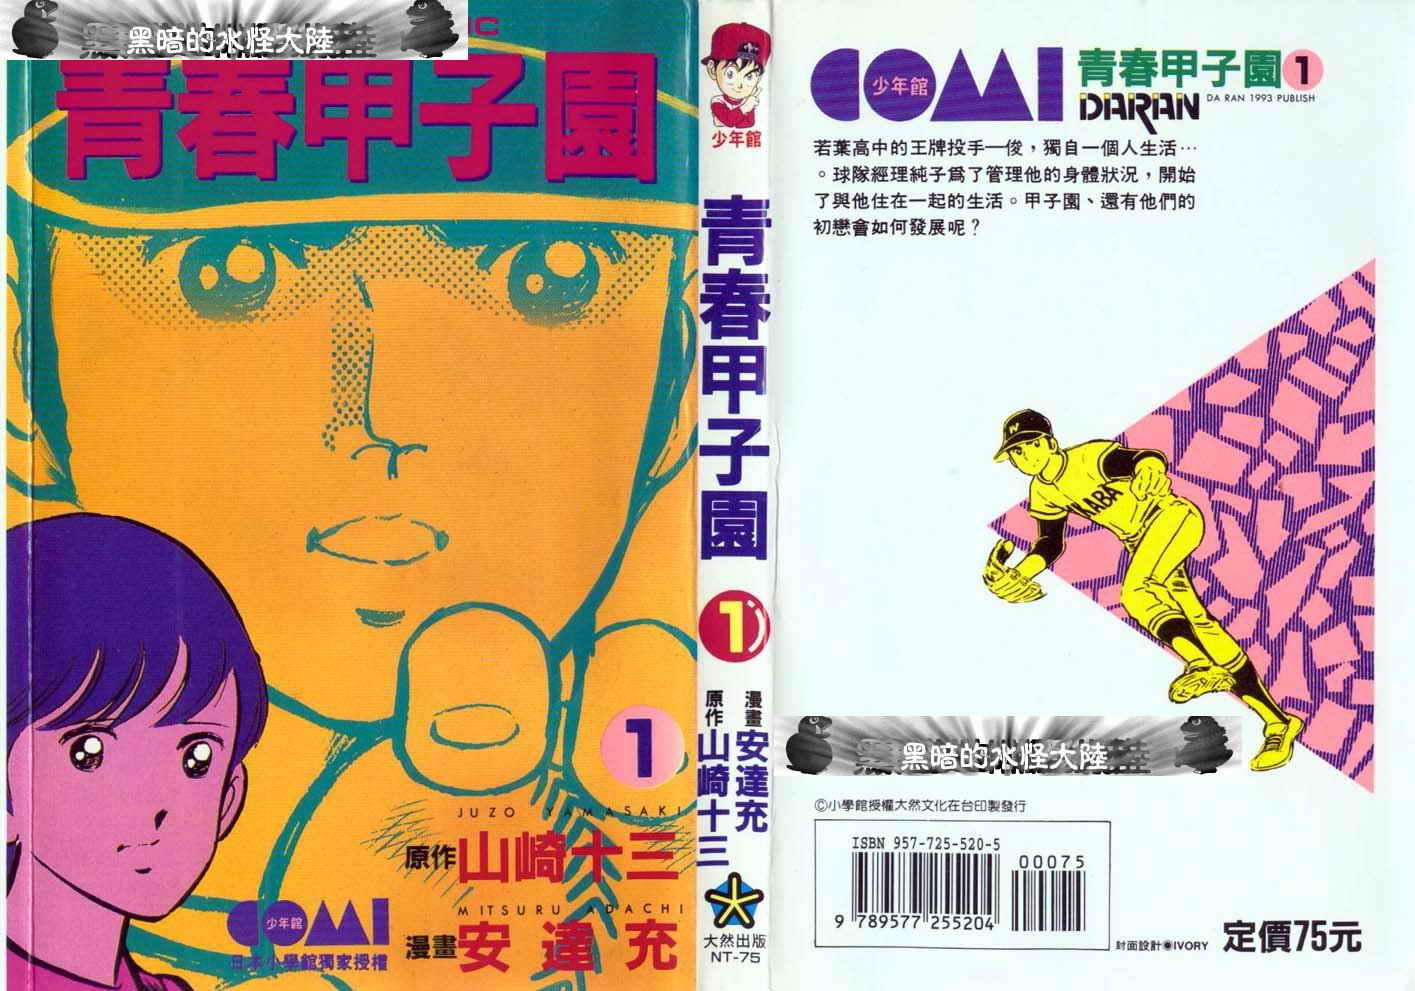 黑暗的水怪大陸
IC
青春甲子園
1
JUZO YAMASAKI
原作 山崎十三
MITSURU ADACHI
漫畫 安達充
少年館
COMI
日本小學館獨家授權
少年館
青春甲子園
1
漫畫 安達充
原作 山崎十三
大然出版
NT-75
COMI
少年館
青春甲子園 1
DARAN
DA RAN 1993 PUBLISH
若葉高中的王牌投手一俊，獨自一個人生活…
。球隊經理純子為了管理他的身體狀況，開始
了與他住在一起的生活。甲子園、還有他們的
初戀會如何發展呢？
W
KABA
黑暗的水怪大陸
©小學館授權大然文化在台印製發行
ISBN 957-725-520-5
00075
9 789577 255204
封面設計◉IVORY
定價75元